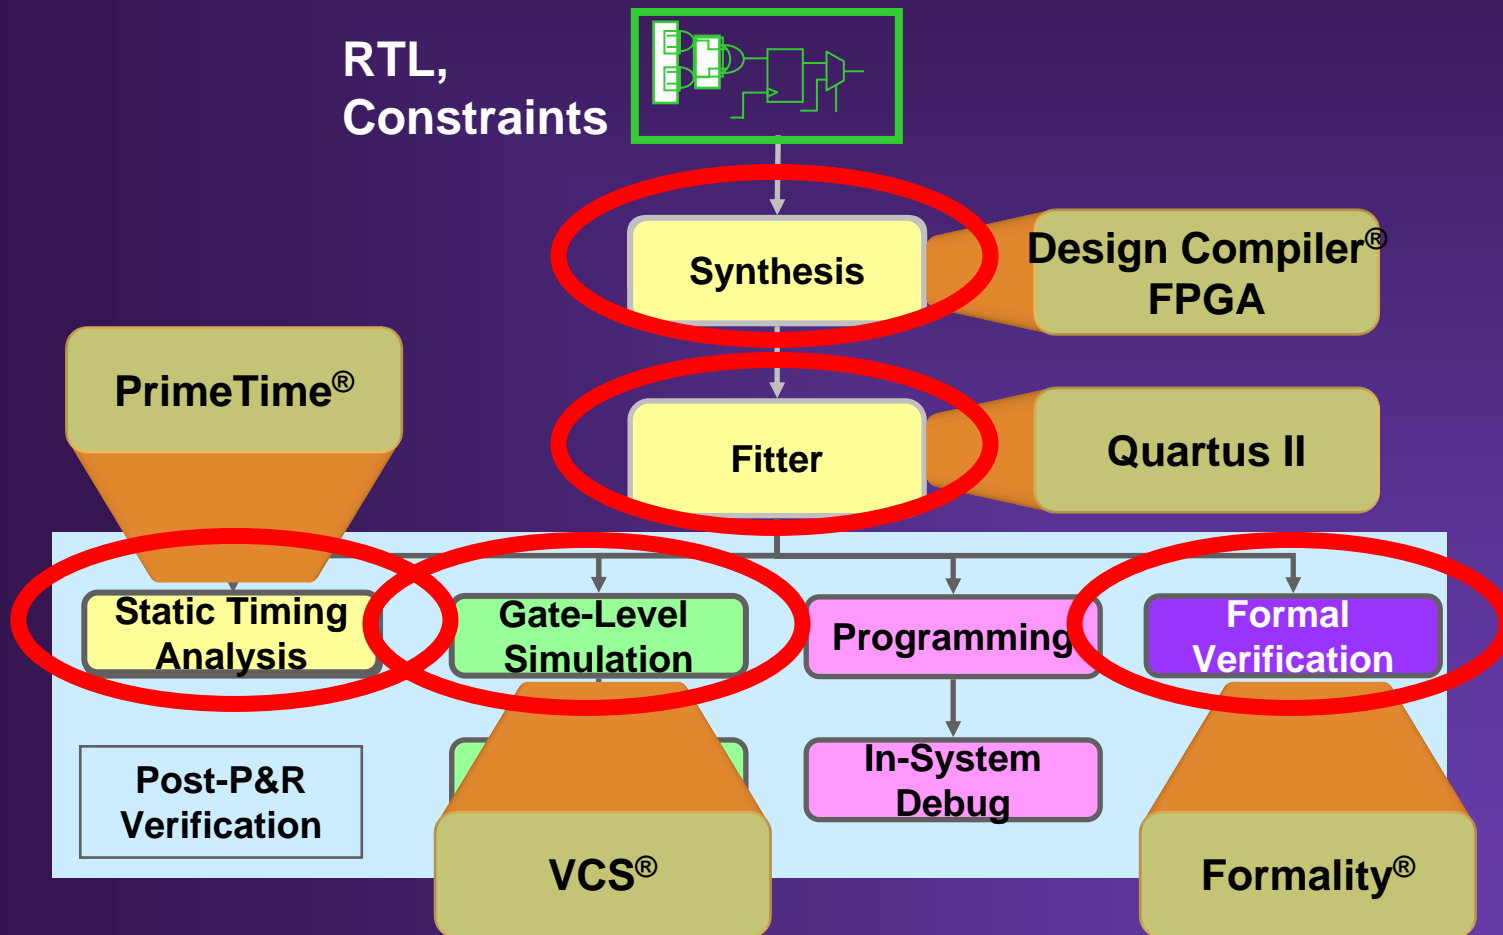 RTL,
Constraints
Synthesis
Design Compiler®
FPGA
PrimeTime®
Fitter
Quartus II
Static Timing
Analysis
Gate-Level
Simulation
Programming
Formal
Verification
Post-P&R
Verification
In-System
Debug
VCS®
Formality®